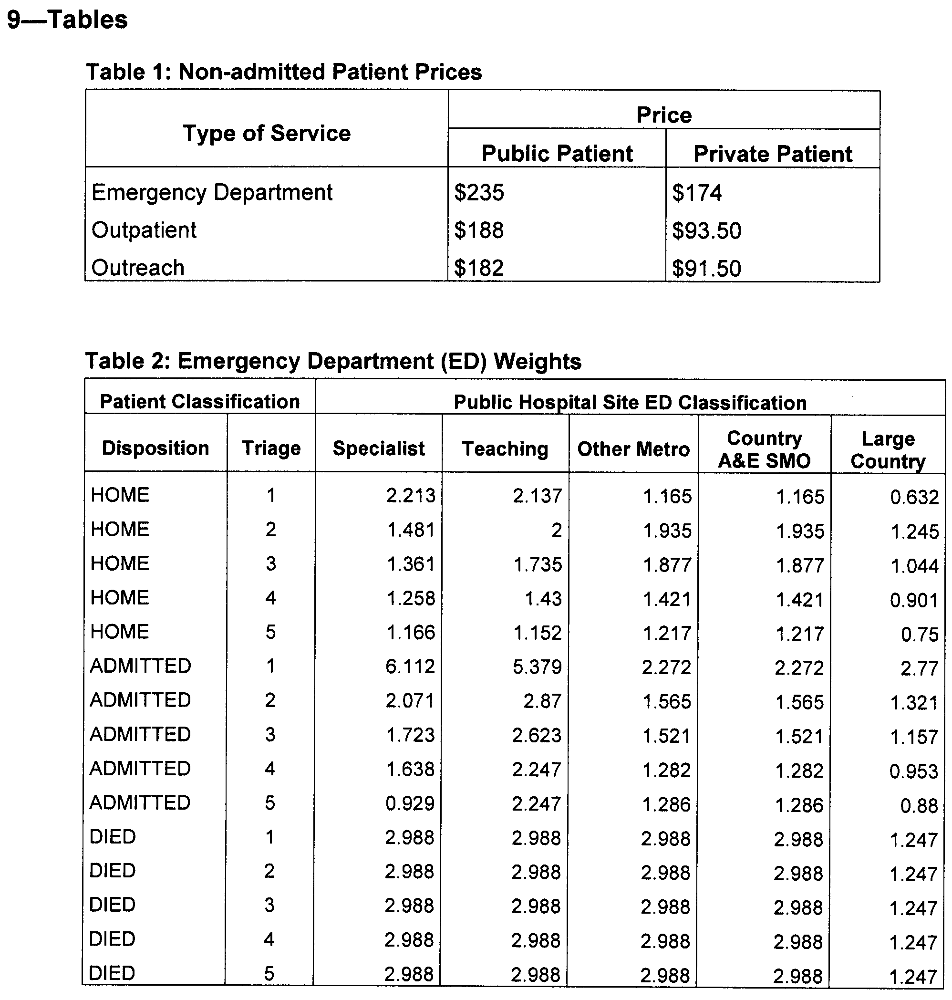 9—Tables
Table 1: Non-admitted Patient Prices
Type of Service
Price
Public Patient Private Patient
Emergency Department $235 $174
Outpatient $188 $93.50
Outreach $182 $91.50
Table 2: Emergency Department (ED) Weights
Patient Classification Public Hospital Site ED Classification
Disposition Triage Specialist Teaching Other Metro Country A&E SMO Large Country
HOME 1 2.213 2.137 1.165 1.165 0.632
HOME 2 1.481 2 1.935 1.935 1.245
HOME 3 1.361 1.735 1.877 1.877 1.044
HOME 4 1.258 1.43 1.421 1.421 0.901
HOME 5 1.166 1.152 1.217 1.217 0.75
ADMITTED 1 6.112 5.379 2.272 2.272 2.77
ADMITTED 2 2.071 2.87 1.565 1.565 1.321
ADMITTED 3 1.723 2.623 1.521 1.521 1.157
ADMITTED 4 1.638 2.247 1.282 1.282 0.953
ADMITTED 5 0.929 2.247 1.286 1.286 0.88
DIED 1 2.988 2.988 2.988 2.988 1.247
DIED 2 2.988 2.988 2.988 2.988 1.247
DIED 3 2.988 2.988 2.988 2.988 1.247
DIED 4 2.988 2.988 2.988 2.988 1.247
DIED 5 2.988 2.988 2.988 2.988 1.247